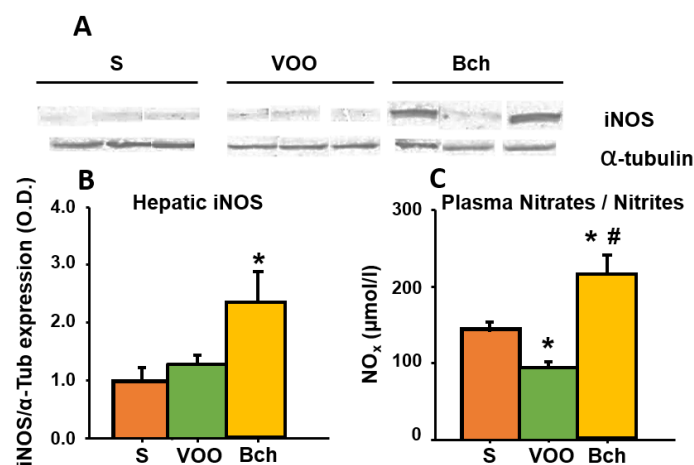 A
S VOO Bch
iNOS
α-tubulin
B
Hepatic iNOS
iNOS/α-Tub expression (O.D.)
4.0
3.0
2.0
1.0
0.0
*
S VOO Bch
C
Plasma Nitrates / Nitrites
NOx (µmol/l)
300
200
100
0
* #
*
S VOO Bch